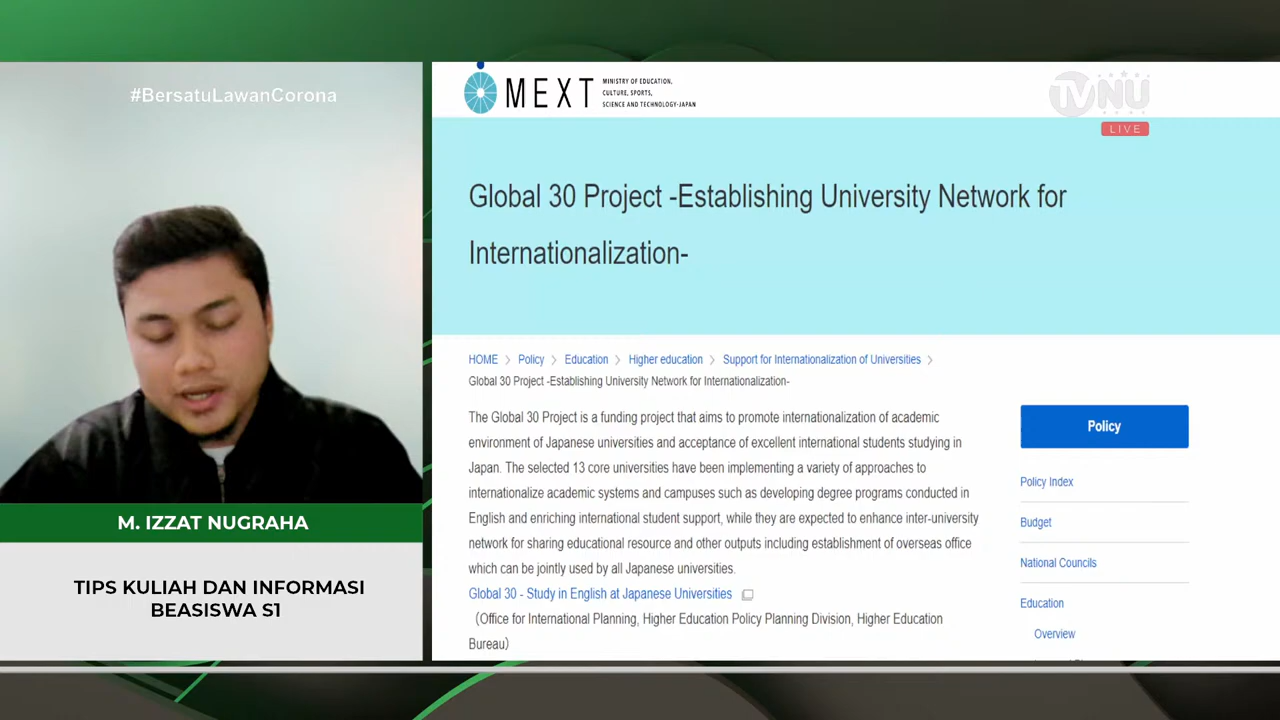 #BersatuLawanCorona
M. IZZAT NUGRAHA
TIPS KULIAH DAN INFORMASI
BEASISWA S1
MEXT
MINISTRY OF EDUCATION,
CULTURE, SPORTS,
SCIENCE AND TECHNOLOGY-JAPAN
TVNU
LIVE
Global 30 Project -Establishing University Network for
Internationalization-
HOME > Policy > Education > Higher education > Support for Internationalization of Universities >
Global 30 Project -Establishing University Network for Internationalization-
The Global 30 Project is a funding project that aims to promote internationalization of academic
environment of Japanese universities and acceptance of excellent international students studying in
Japan. The selected 13 core universities have been implementing a variety of approaches to
internationalize academic systems and campuses such as developing degree programs conducted in
English and enriching international student support, while they are expected to enhance inter-university
network for sharing educational resource and other outputs including establishment of overseas office
which can be jointly used by all Japanese universities.
Global 30 - Study in English at Japanese Universities
（Office for International Planning, Higher Education Policy Planning Division, Higher Education
Bureau）
Policy
Policy Index
Budget
National Councils
Education
Overview